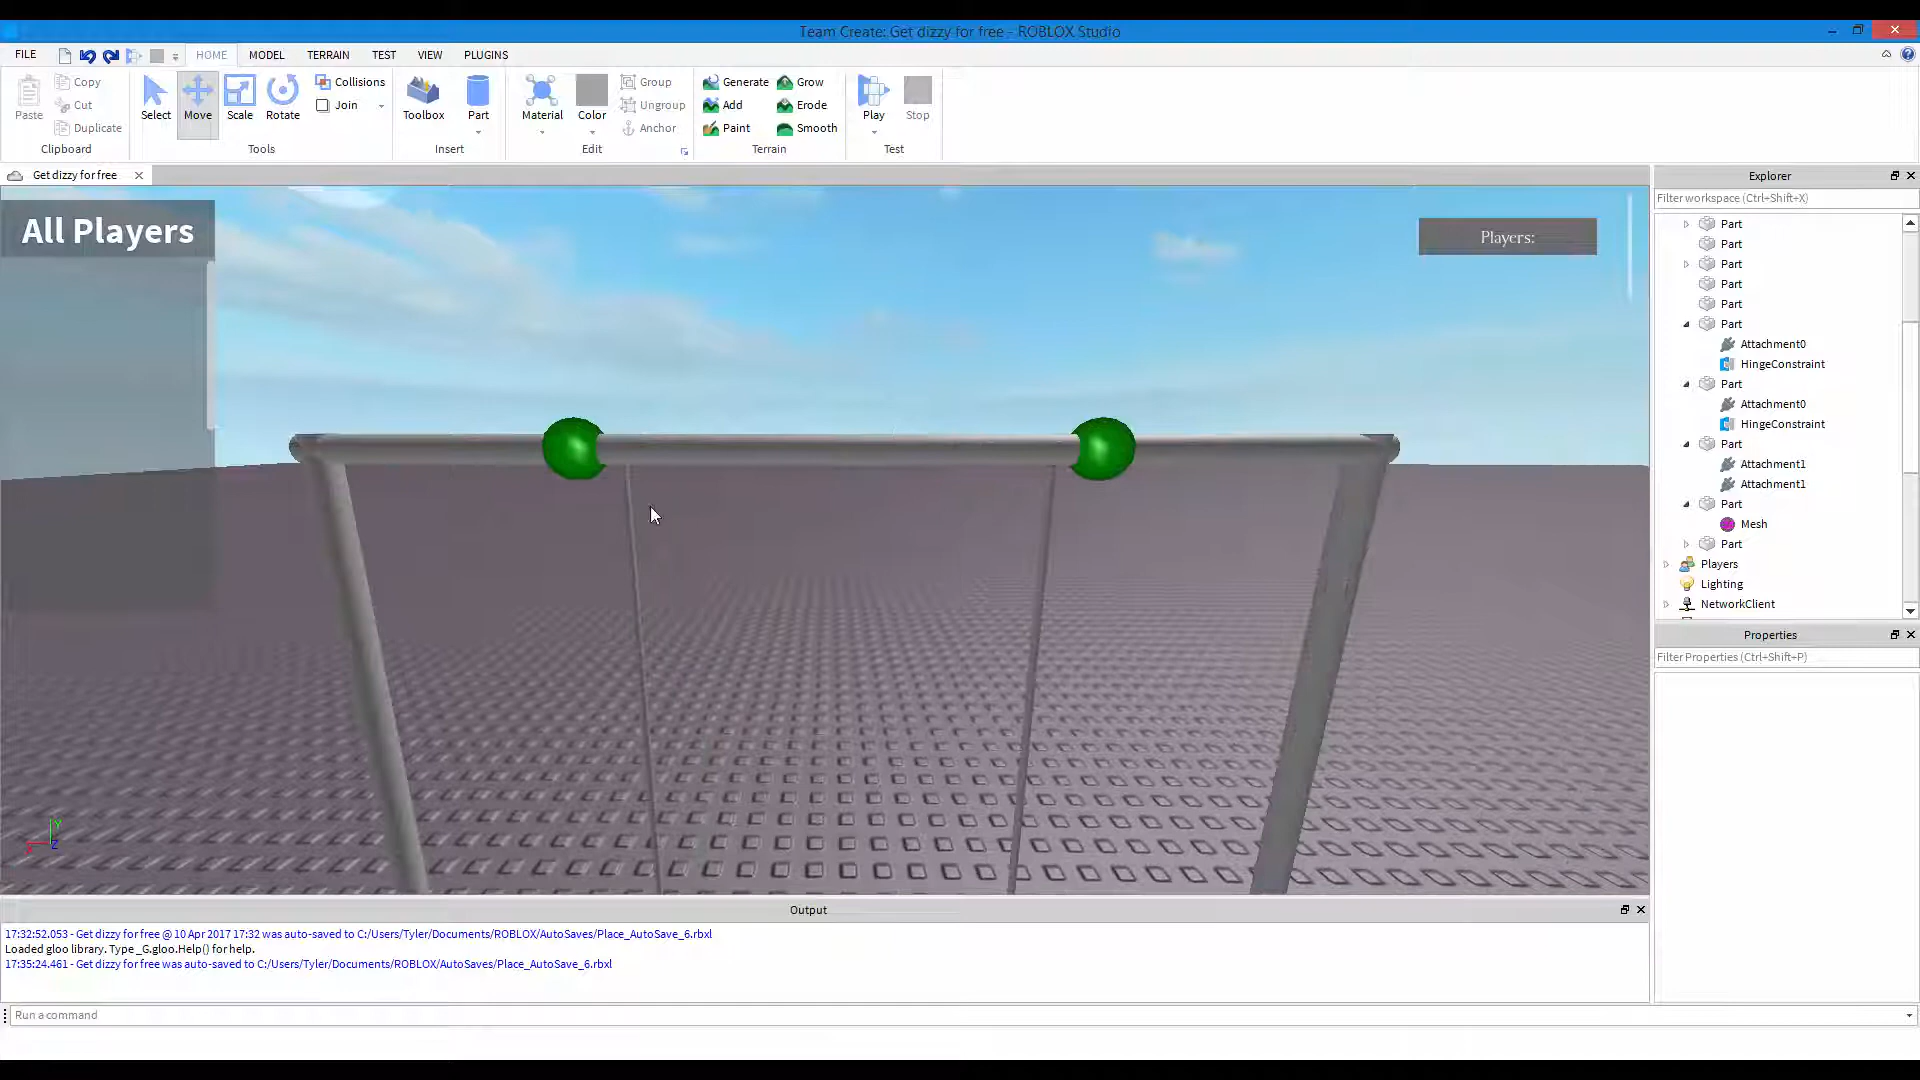 Team Create: Get dizzy for free - ROBLOX Studio
FILE HOME MODEL TERRAIN TEST VIEW PLUGINS
Paste Copy Cut Duplicate Clipboard
Select Move Scale Rotate Collisions Join Tools
Toolbox Part Insert
Material Color Group Ungroup Anchor Edit
Generate Add Paint Grow Erode Smooth Terrain
Play Stop Test
Get dizzy for free
All Players
Players:
Explorer
Filter workspace (Ctrl+Shift+X)
Part
Part
Part
Part
Part
Part
Attachment0
HingeConstraint
Part
Attachment0
HingeConstraint
Part
Attachment1
Attachment1
Part
Mesh
Part
Players
Lighting
NetworkClient
Properties
Filter Properties (Ctrl+Shift+P)
Y
Z
Output
17:32:52.053 - Get dizzy for free @ 10 Apr 2017 17:32 was auto-saved to C:/Users/Tyler/Documents/ROBLOX/AutoSaves/Place_AutoSave_6.rbxl
Loaded gloo library. Type _G.gloo.Help() for help.
17:35:24.461 - Get dizzy for free was auto-saved to C:/Users/Tyler/Documents/ROBLOX/AutoSaves/Place_AutoSave_6.rbxl
Run a command